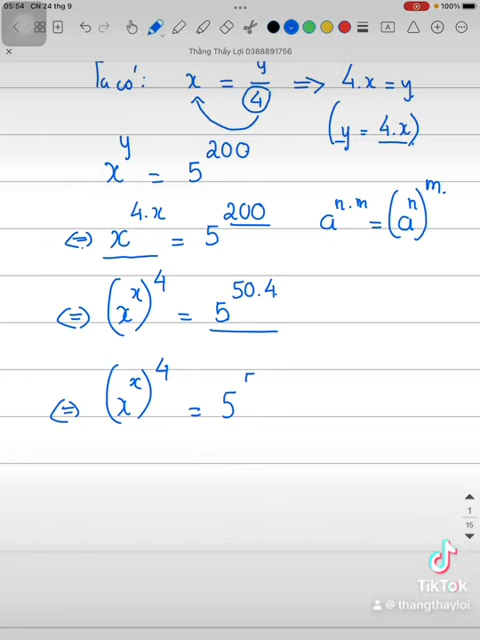 05:54 CN 24 thg 9
100%
Thắng Thầy Lợi 0388891756
Ta có: x = y/4 ⟹ 4.x = y
(y = 4.x)
x^y = 5^200
⇔ x^4.x = 5^200 a^n.m = (a^n)^m.
⇔ (x^x)^4 = 5^50.4
⇔ (x^x)^4 = 5
1
15
TikTok
@thangthayloi